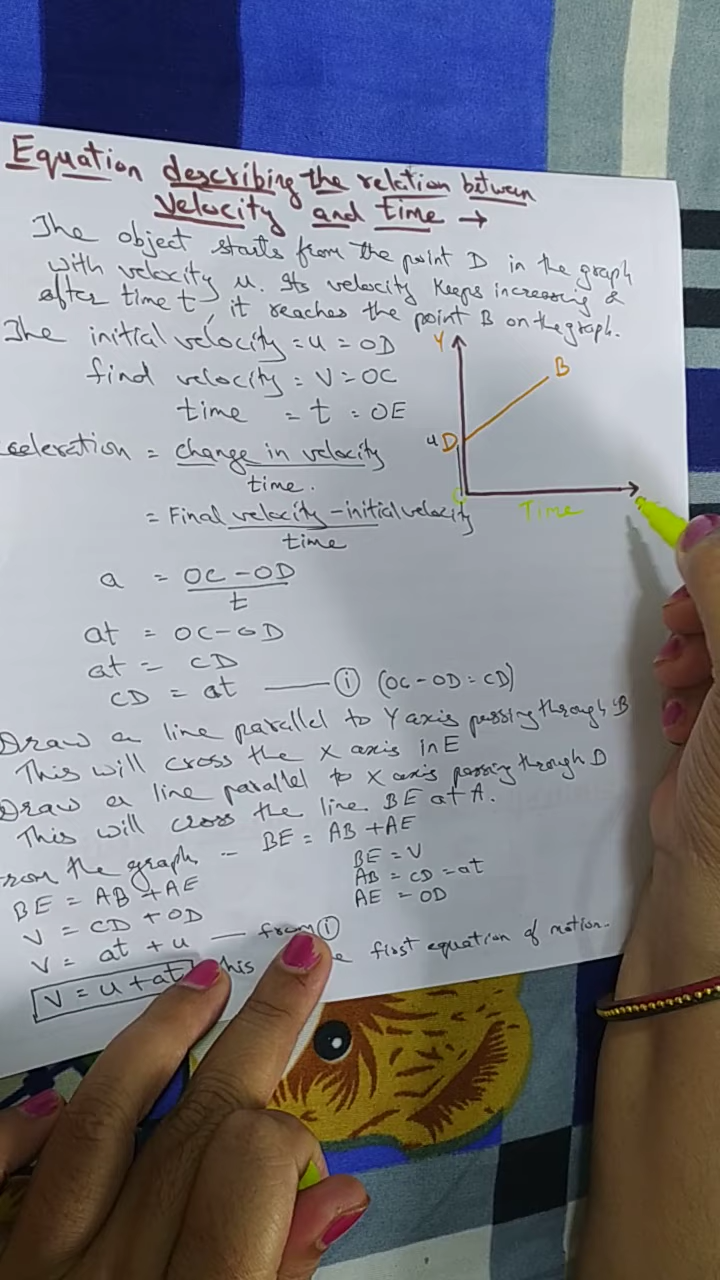 Equation describing the relation between
Velocity and time →
The object starts from the point D in the graph
with velocity u. Its velocity keeps increasing &
after time t, it reaches the point B on the graph.
The initial velocity = u = OD
find velocity = V = OC
time = t = OE
celeration = change in velocity
time.
= Final velocity - initial velocity
time
a = OC - OD
t
at = OC - OD
at = CD
CD = at —— ⓘ (OC - OD = CD)
Draw a line parallel to Y axis passing through B
This will cross the X axis in E
Draw a line parallel to X axis passing through D
This will cross the line BE at A.
rom the graph - BE = AB + AE
BE = AB + AE
V = CD + OD
V = at + u — from ⓘ
V = u + at his e first equation of motion.
BE = V
AB = CD = at
AE = OD
Y
B
u D
O
Time